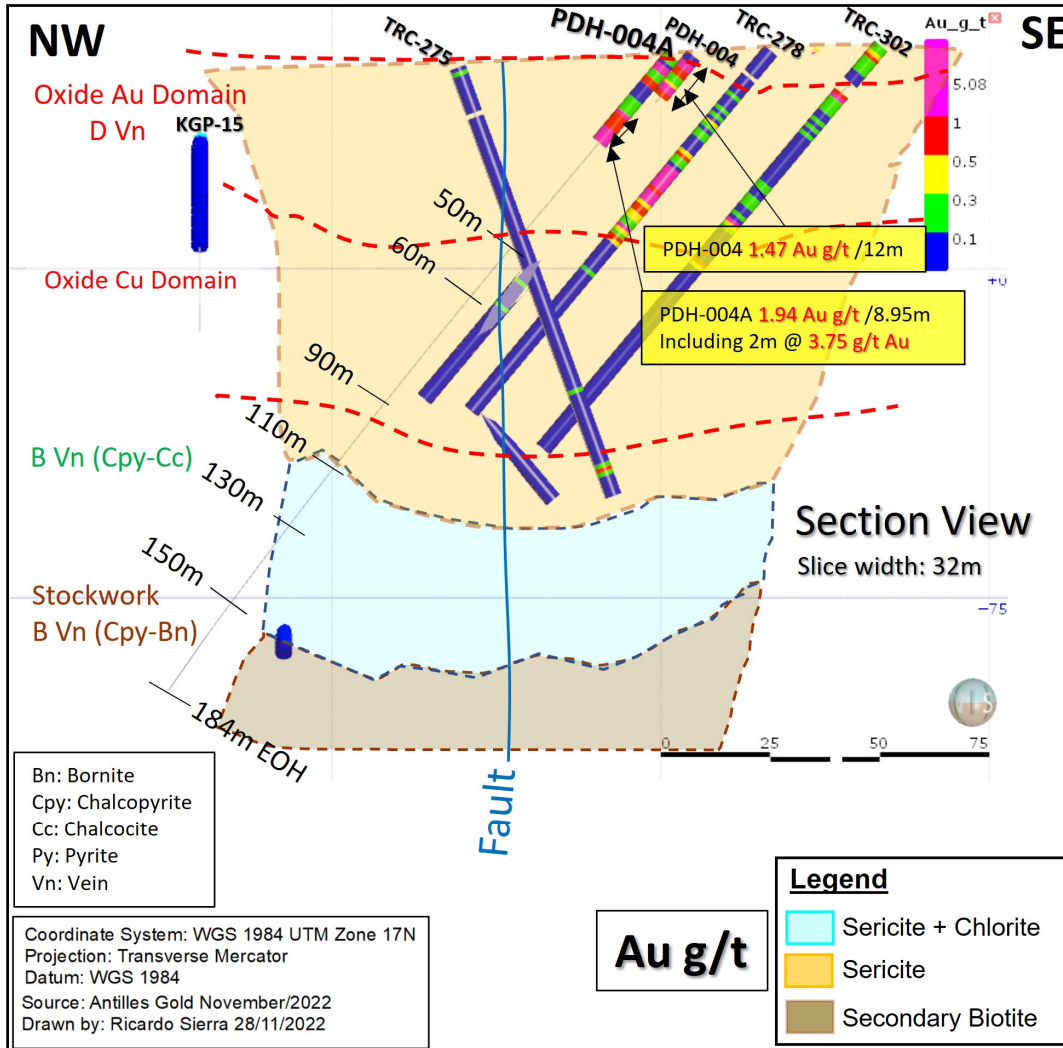 NW
SE
Au_g_t
5.08
1
0.5
0.3
0.1
TRC-275
PDH-004A
PDH-004
TRC-278
TRC-302
Oxide Au Domain
D Vn
KGP-15
50m
60m
PDH-004 1.47 Au g/t /12m
Oxide Cu Domain
+0
PDH-004A 1.94 Au g/t /8.95m
Including 2m @ 3.75 g/t Au
90m
110m
B Vn (Cpy-Cc)
130m
Section View
Slice width: 32m
150m
-75
Stockwork
B Vn (Cpy-Bn)
184m EOH
0 25 50 75
Fault
Bn: Bornite
Cpy: Chalcopyrite
Cc: Chalcocite
Py: Pyrite
Vn: Vein
Coordinate System: WGS 1984 UTM Zone 17N
Projection: Transverse Mercator
Datum: WGS 1984
Source: Antilles Gold November/2022
Drawn by: Ricardo Sierra 28/11/2022
Au g/t
Legend
Sericite + Chlorite
Sericite
Secondary Biotite